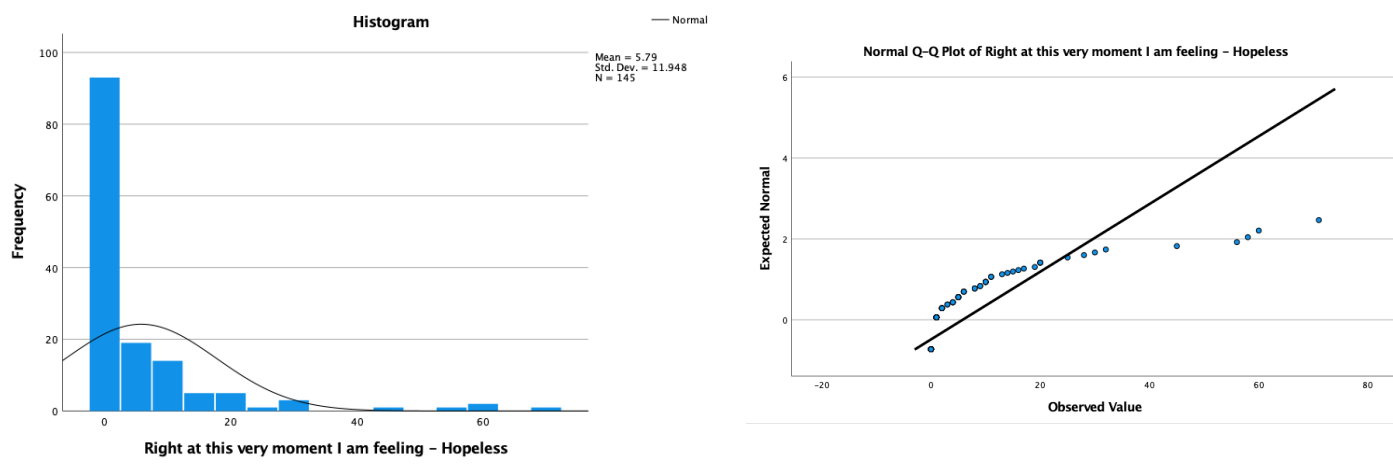 Histogram
Normal
Mean = 5.79
Std. Dev. = 11.948
N = 145
100
80
60
40
20
0
Frequency
0 20 40 60
Right at this very moment I am feeling – Hopeless
Normal Q–Q Plot of Right at this very moment I am feeling – Hopeless
6
4
2
0
Expected Normal
-20 0 20 40 60 80
Observed Value